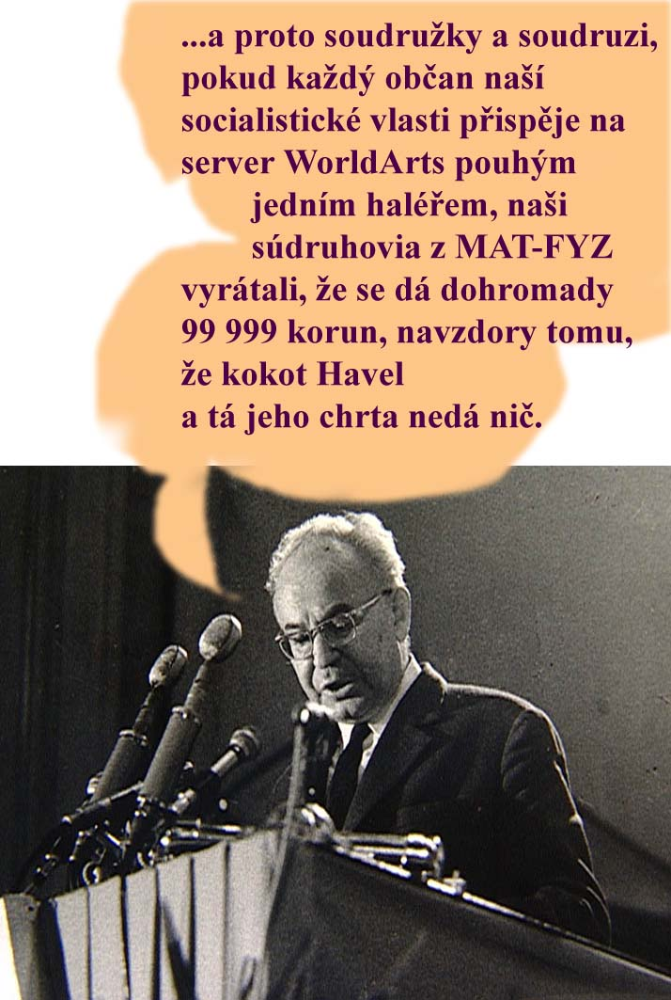 ...a proto soudružky a soudruzi,
pokud každý občan naší
socialistické vlasti přispěje na
server WorldArts pouhým
jedním haléřem, naši
súdruhovia z MAT-FYZ
vyrátali, že se dá dohromady
99 999 korun, navzdory tomu,
že kokot Havel
a tá jeho chrta nedá nič.